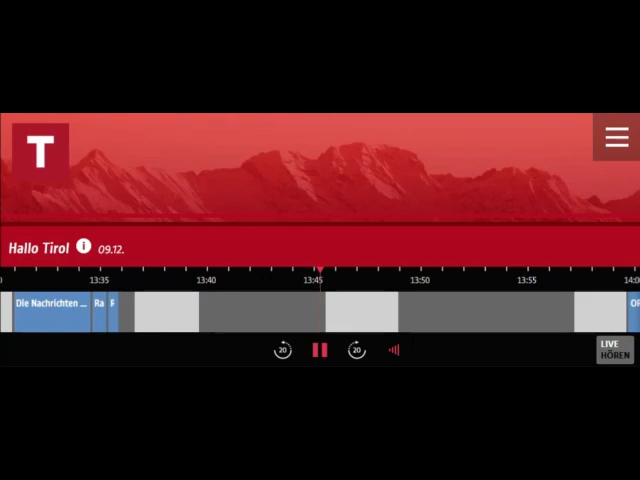 T
Hallo Tirol i 09.12.
13:35 13:40 13:45 13:50 13:55 14:0
Die Nachrichten ... Ra
20 20
LIVE
HÖREN